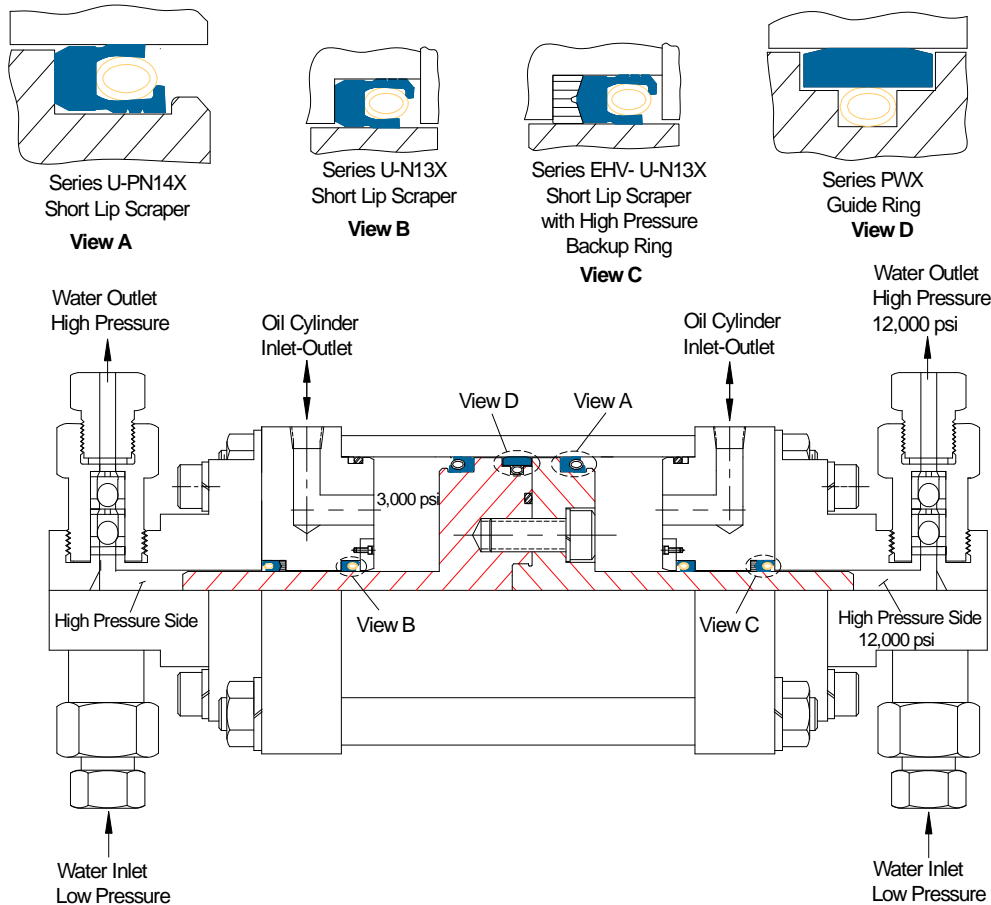 Series U-PN14X
Short Lip Scraper
View A
Series U-N13X
Short Lip Scraper
View B
Series EHV- U-N13X
Short Lip Scraper
with High Pressure
Backup Ring
View C
Series PWX
Guide Ring
View D
Water Outlet
High Pressure
Oil Cylinder
Inlet-Outlet
Oil Cylinder
Inlet-Outlet
Water Outlet
High Pressure
12,000 psi
View D
View A
3,000 psi
High Pressure Side
View B
View C
High Pressure Side
12,000 psi
Water Inlet
Low Pressure
Water Inlet
Low Pressure